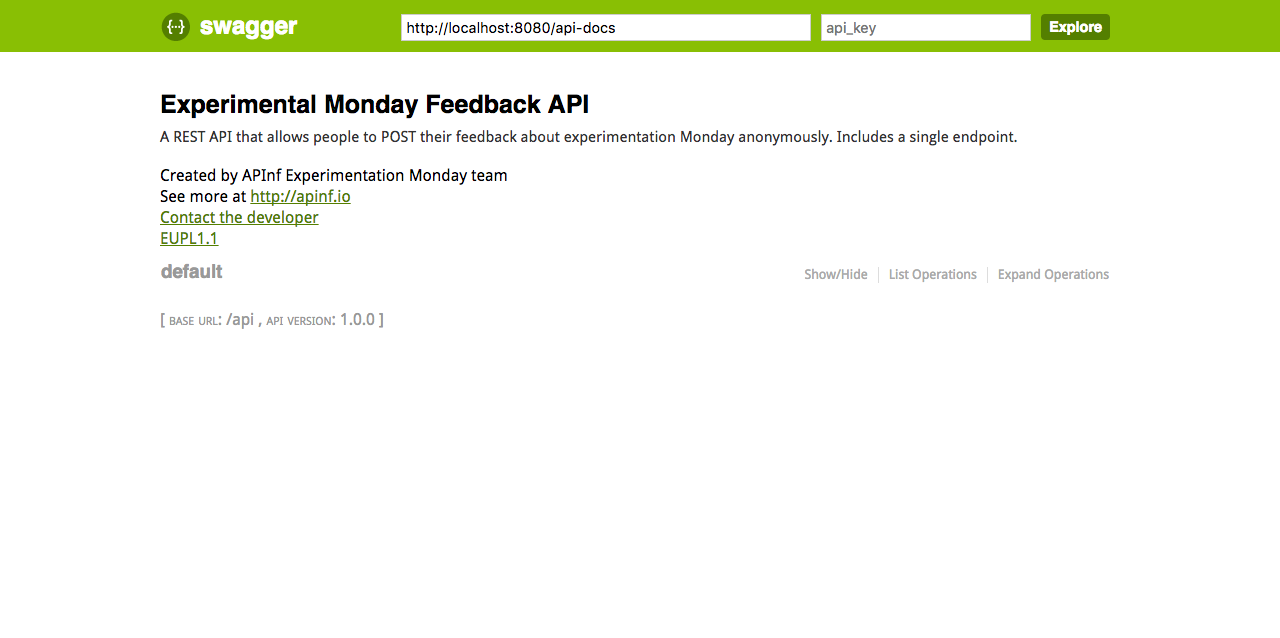 {··} swagger http://localhost:8080/api-docs api_key Explore
Experimental Monday Feedback API
A REST API that allows people to POST their feedback about experimentation Monday anonymously. Includes a single endpoint.
Created by APInf Experimentation Monday team
See more at http://apinf.io
Contact the developer
EUPL1.1
default Show/Hide List Operations Expand Operations
[ BASE URL: /api , API VERSION: 1.0.0 ]